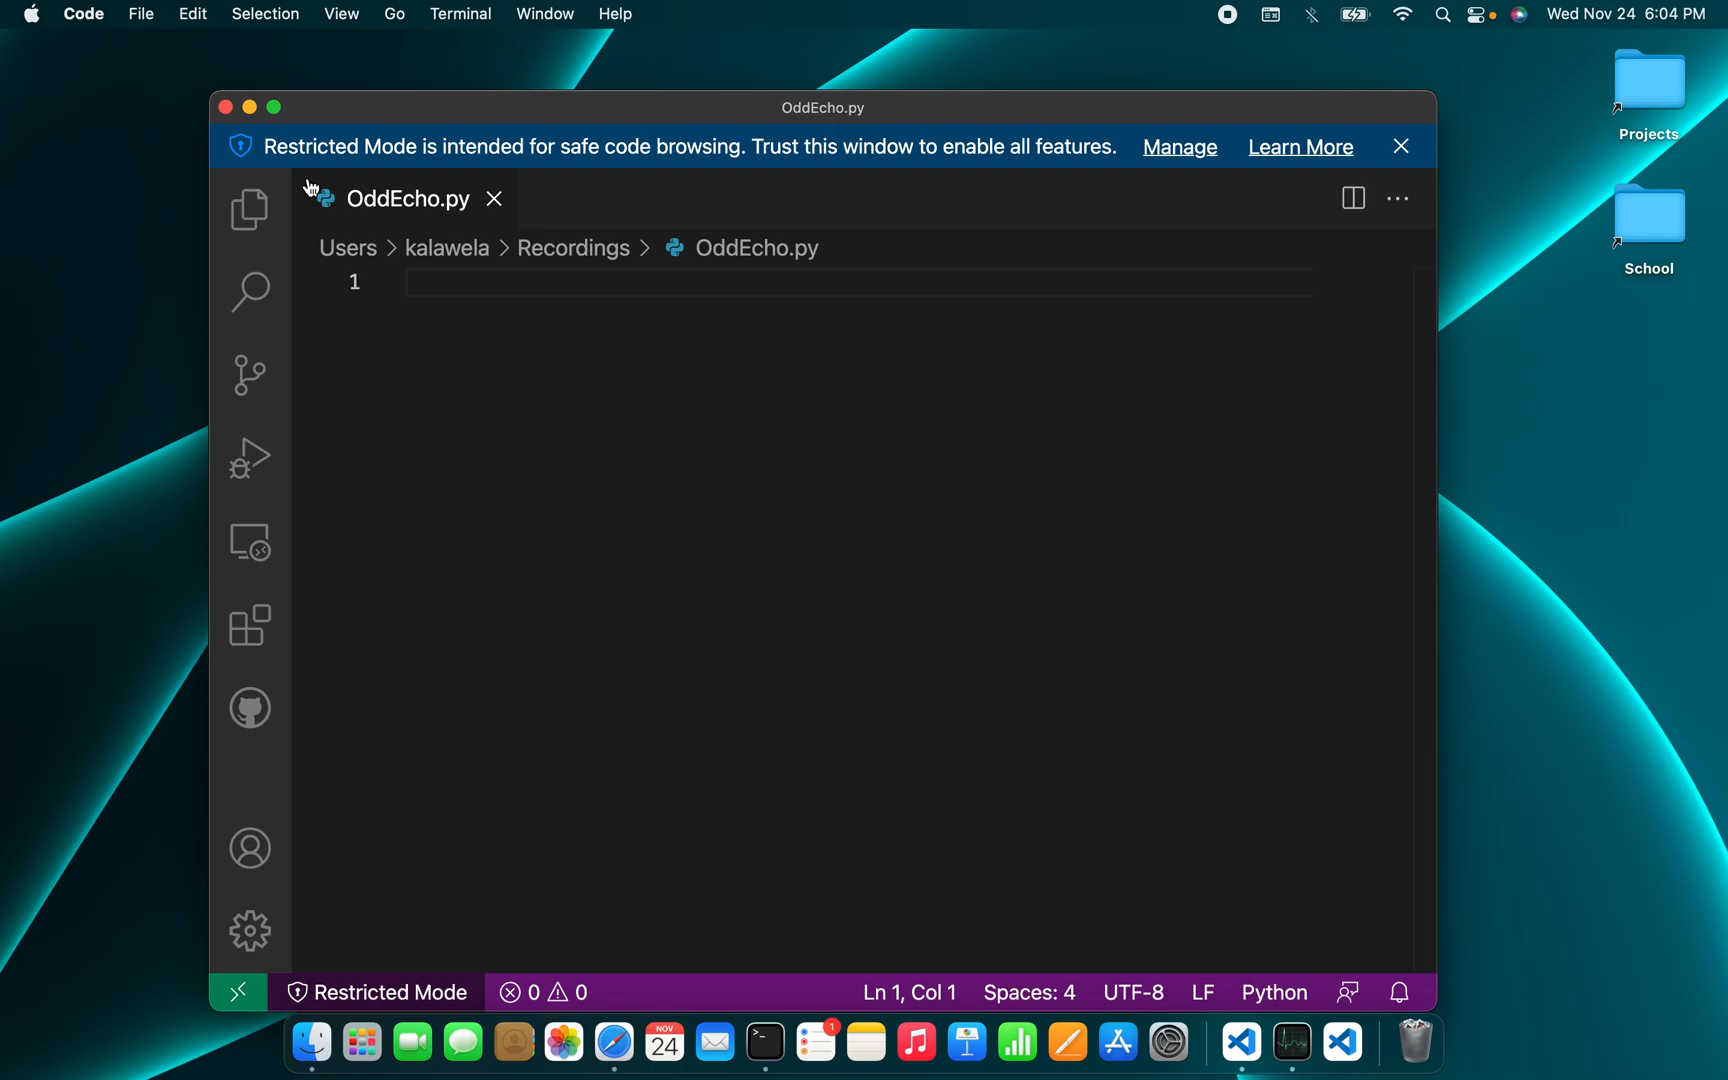 Code File Edit Selection View Go Terminal Window Help Wed Nov 24 6:04 PM
OddEcho.py
Restricted Mode is intended for safe code browsing. Trust this window to enable all features. Manage Learn More
OddEcho.py
Users > kalawela > Recordings > OddEcho.py
1
Projects
School
Restricted Mode 0 0 Ln 1, Col 1 Spaces: 4 UTF-8 LF Python
NOV
24
1